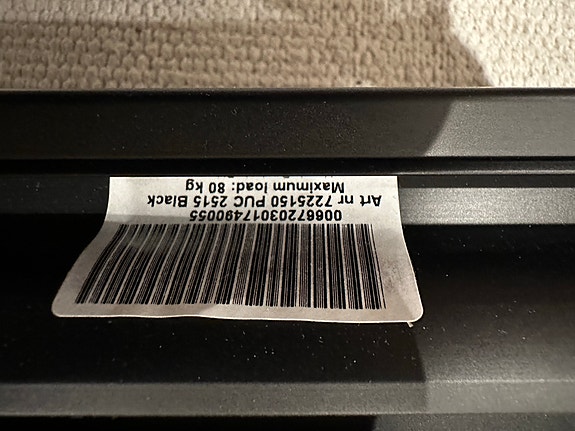 00667203017490055
Art nr 7225150 PUC 2515 Black
Maximum load: 80 kg